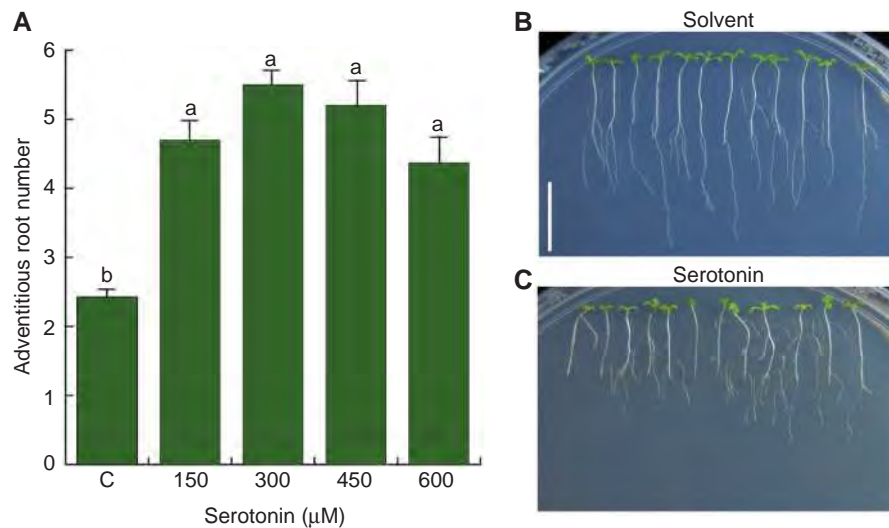 A
Adventitious root number
6
5
4
3
2
1
0
b
a
a
a
a
C 150 300 450 600
Serotonin (μM)
B
Solvent
C
Serotonin